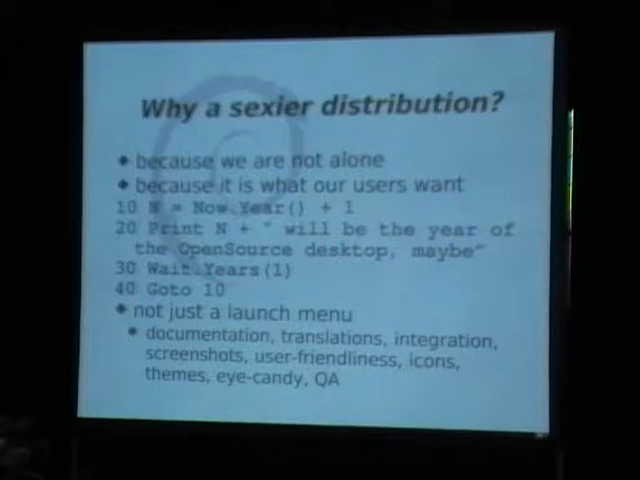 Why a sexier distribution?
because we are not alone
because it is what our users want
10 N = Now.Year() + 1
20 Print N + " will be the year of
the OpenSource desktop, maybe"
30 Wait.Years(1)
40 Goto 10
not just a launch menu
documentation, translations, integration,
screenshots, user-friendliness, icons,
themes, eye-candy, QA